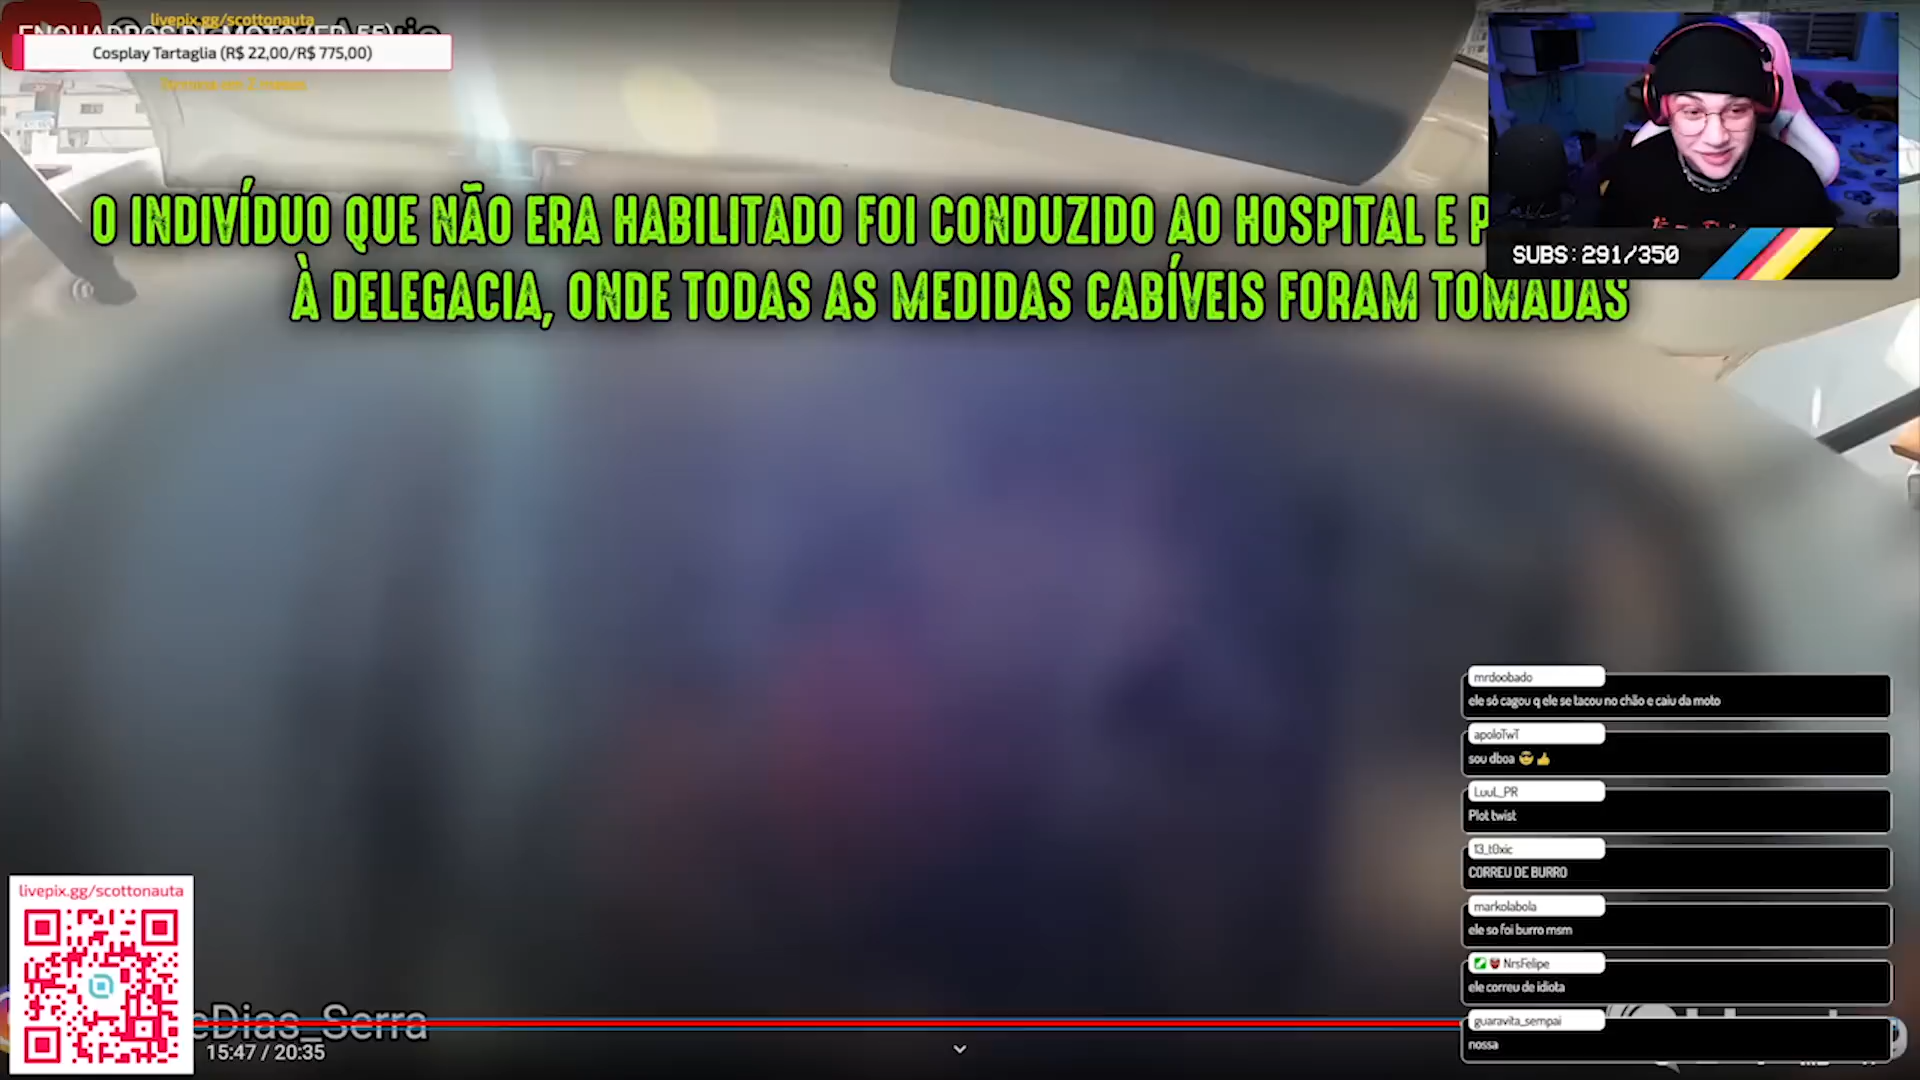 livepix.gg/scottonauta
Cosplay Tartaglia (R$ 22,00/R$ 775,00)
O INDIVÍDUO QUE NÃO ERA HABILITADO FOI CONDUZIDO AO HOSPITAL E
À DELEGACIA, ONDE TODAS AS MEDIDAS CABÍVEIS FORAM TOMADAS
SUBS: 291/350
mrdoobado
ele só cagou q ele se tacou no chão e caiu da moto
apoloTwT
sou dboa 😎👍
LuuL_PR
Plot twist
13_t0xic
CORREU DE BURRO
markolabola
ele so foi burro msm
NrsFelipe
ele correu de idiota
guaravita_sempai
nossa
livepix.gg/scottonauta
eDias_Serra
15:47 / 20:35